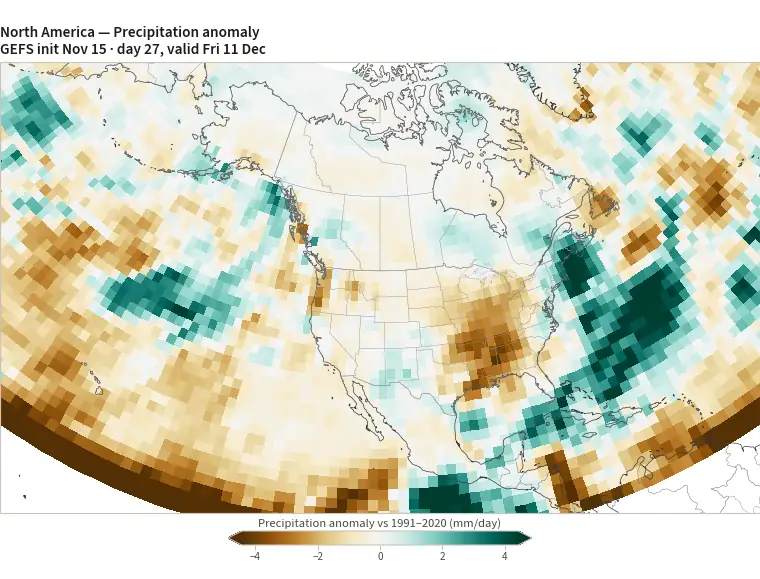 North America — Precipitation anomaly
GEFS init Nov 15 · day 27, valid Fri 11 Dec
Precipitation anomaly vs 1991–2020 (mm/day)
−4 −2 0 2 4